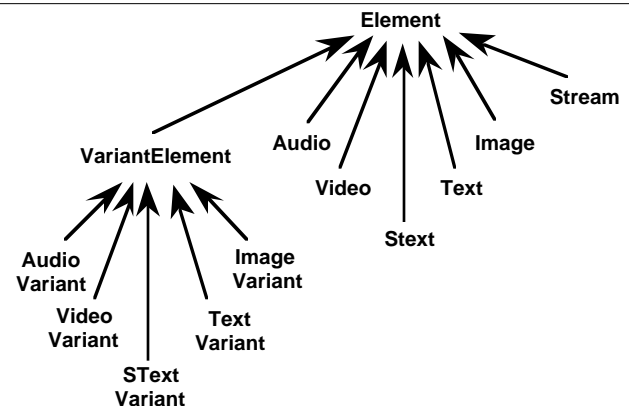 Element
Stream
Audio
Image
VariantElement
Video
Text
Stext
Audio
Variant
Image
Variant
Video
Variant
Text
Variant
SText
Variant